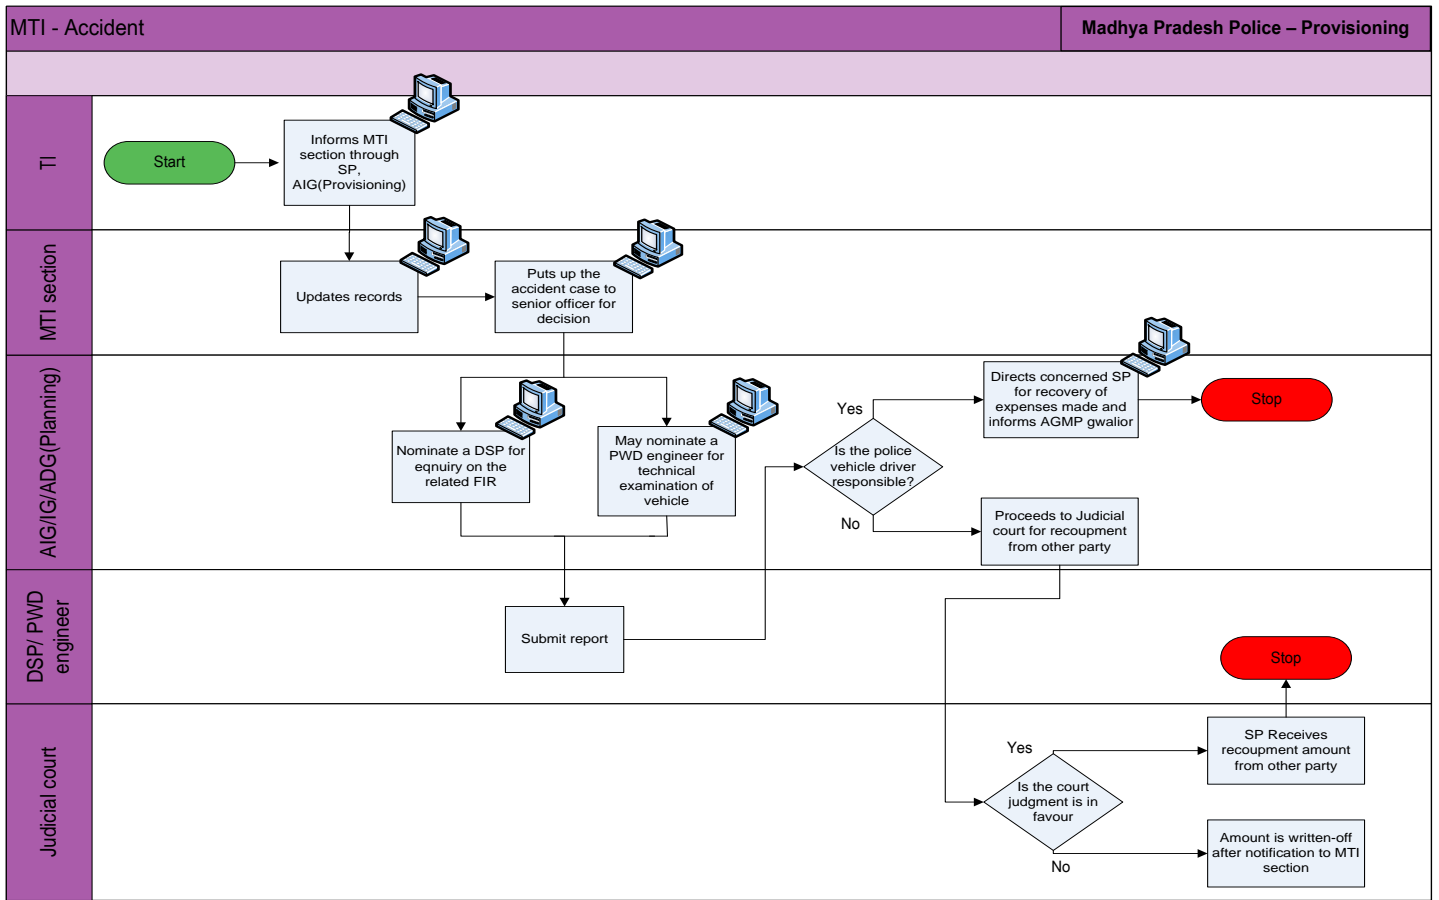 MTI - Accident
Madhya Pradesh Police – Provisioning
TI
Start
Informs MTI
section through
SP,
AIG(Provisioning)
MTI section
Updates records
Puts up the
accident case to
senior officer for
decision
AIG/IG/ADG(Planning)
Nominate a DSP for
eqnuiry on the
related FIR
May nominate a
PWD engineer for
technical
examination of
vehicle
Is the police
vehicle driver
responsible?
Yes
No
Directs concerned SP
for recovery of
expenses made and
informs AGMP gwalior
Stop
Proceeds to Judicial
court for recoupment
from other party
DSP/ PWD
engineer
Submit report
Stop
Judicial court
Is the court
judgment is in
favour
Yes
No
SP Receives
recoupment amount
from other party
Amount is written-off
after notification to MTI
section